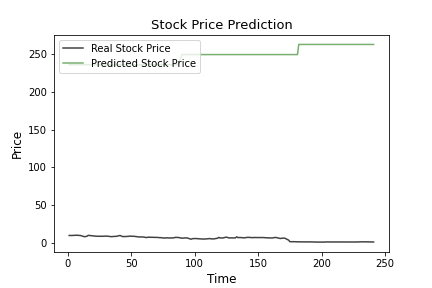 Stock Price Prediction
Real Stock Price
Predicted Stock Price
250
200
150
100
50
0
Price
0 50 100 150 200 250
Time